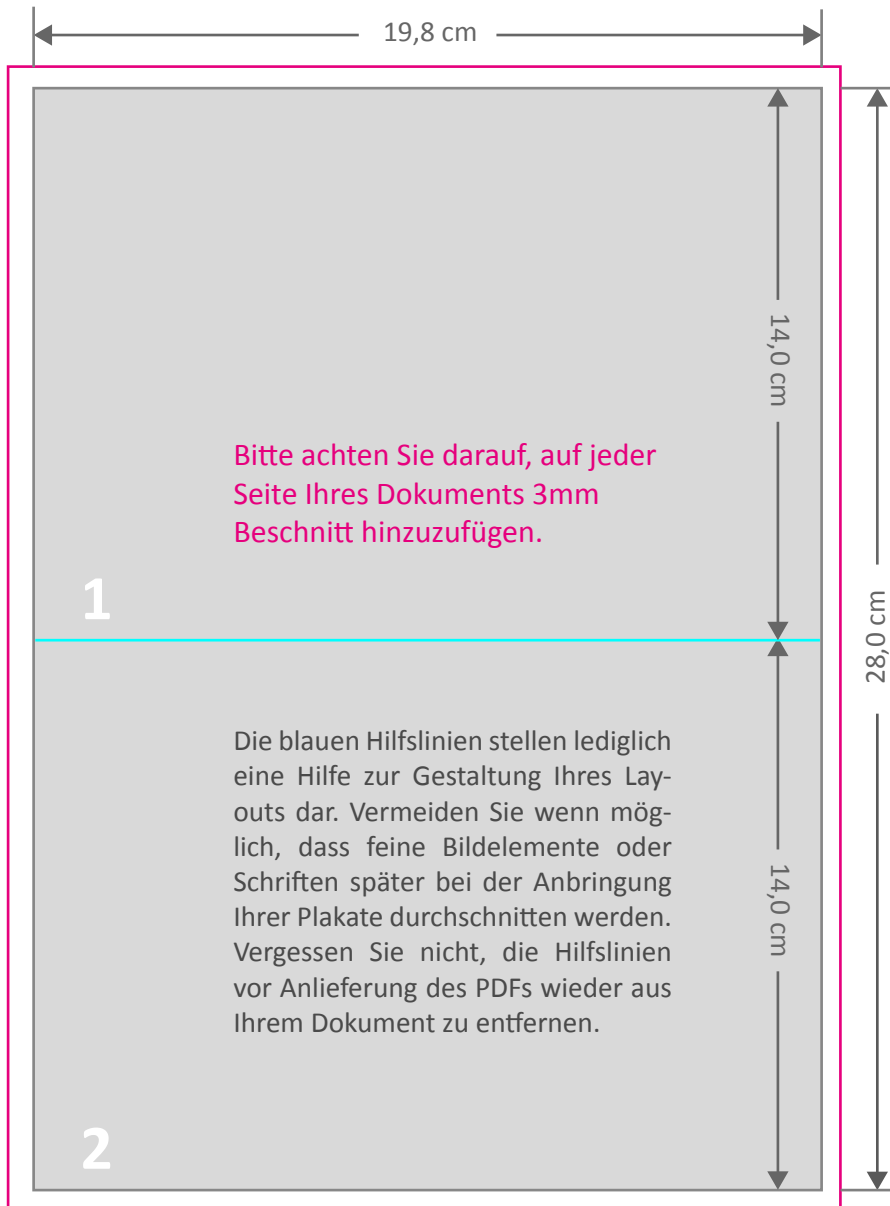 19,8 cm
14,0 cm
Bitte achten Sie darauf, auf jeder
Seite Ihres Dokuments 3mm
Beschnitt hinzuzufügen.
1
28,0 cm
Die blauen Hilfslinien stellen lediglich
eine Hilfe zur Gestaltung Ihres Lay-
outs dar. Vermeiden Sie wenn mög-
lich, dass feine Bildelemente oder
Schriften später bei der Anbringung
Ihrer Plakate durchschnitten werden.
Vergessen Sie nicht, die Hilfslinien
vor Anlieferung des PDFs wieder aus
Ihrem Dokument zu entfernen.
14,0 cm
2